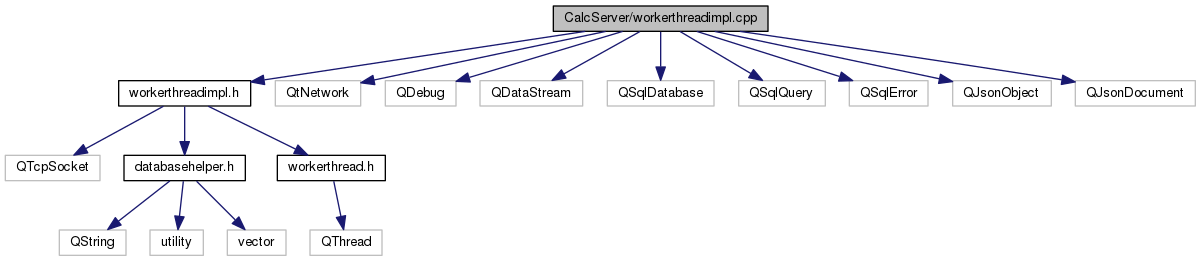 CalcServer/workerthreadimpl.cpp
workerthreadimpl.h
QtNetwork
QDebug
QDataStream
QSqlDatabase
QSqlQuery
QSqlError
QJsonObject
QJsonDocument
QTcpSocket
databasehelper.h
workerthread.h
QString
utility
vector
QThread